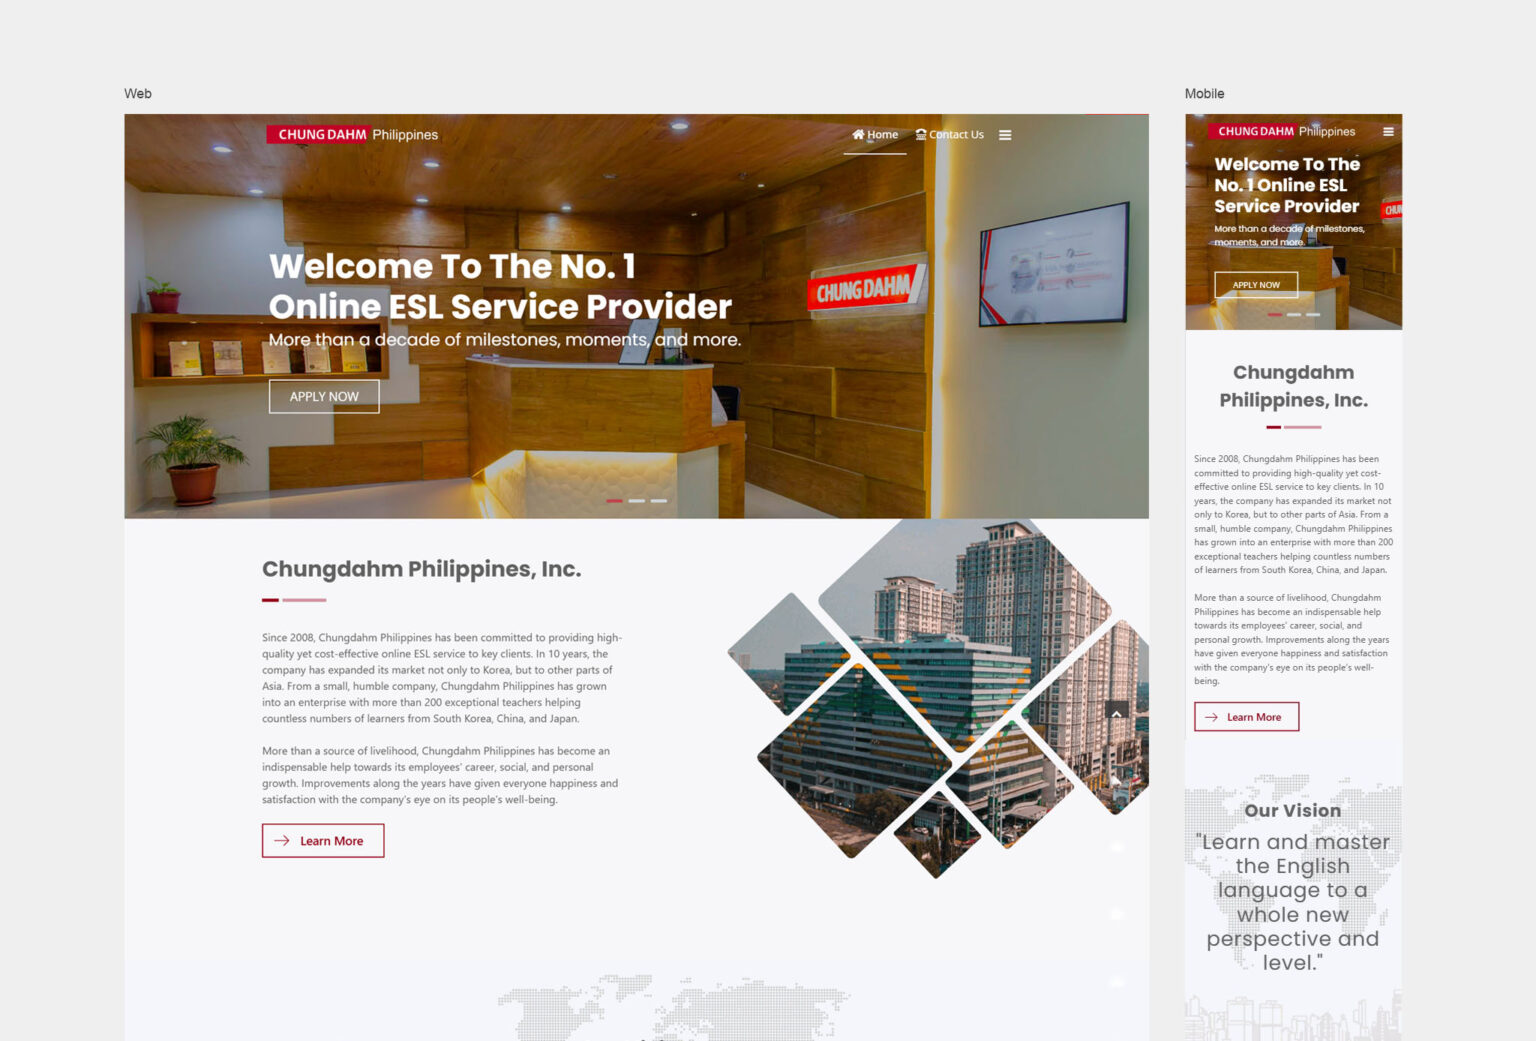 Web
CHUNGDAHM Philippines
Home
Contact Us
Welcome To The No. 1
Online ESL Service Provider
More than a decade of milestones, moments, and more.
APPLY NOW
CHUNGDAHM
Chungdahm Philippines, Inc.
Since 2008, Chungdahm Philippines has been committed to providing high-
quality yet cost-effective online ESL service to key clients. In 10 years, the
company has expanded its market not only to Korea, but to other parts of
Asia. From a small, humble company, Chungdahm Philippines has grown
into an enterprise with more than 200 exceptional teachers helping
countless numbers of learners from South Korea, China, and Japan.
More than a source of livelihood, Chungdahm Philippines has become an
indispensable help towards its employees' career, social, and personal
growth. Improvements along the years have given everyone happiness and
satisfaction with the company's eye on its people's well-being.
Learn More
Mobile
CHUNGDAHM Philippines
Welcome To The
No. 1 Online ESL
Service Provider
CHUN
More than a decade of milestones,
moments, and more.
APPLY NOW
Chungdahm
Philippines, Inc.
Since 2008, Chungdahm Philippines has been
committed to providing high-quality yet cost-
effective online ESL service to key clients. In 10
years, the company has expanded its market not
only to Korea, but to other parts of Asia. From a
small, humble company, Chungdahm Philippines
has grown into an enterprise with more than 200
exceptional teachers helping countless numbers
of learners from South Korea, China, and Japan.
More than a source of livelihood, Chungdahm
Philippines has become an indispensable help
towards its employees' career, social, and
personal growth. Improvements along the years
have given everyone happiness and satisfaction
with the company's eye on its people's well-
being.
Learn More
Our Vision
"Learn and master
the English
language to a
whole new
perspective and
level."